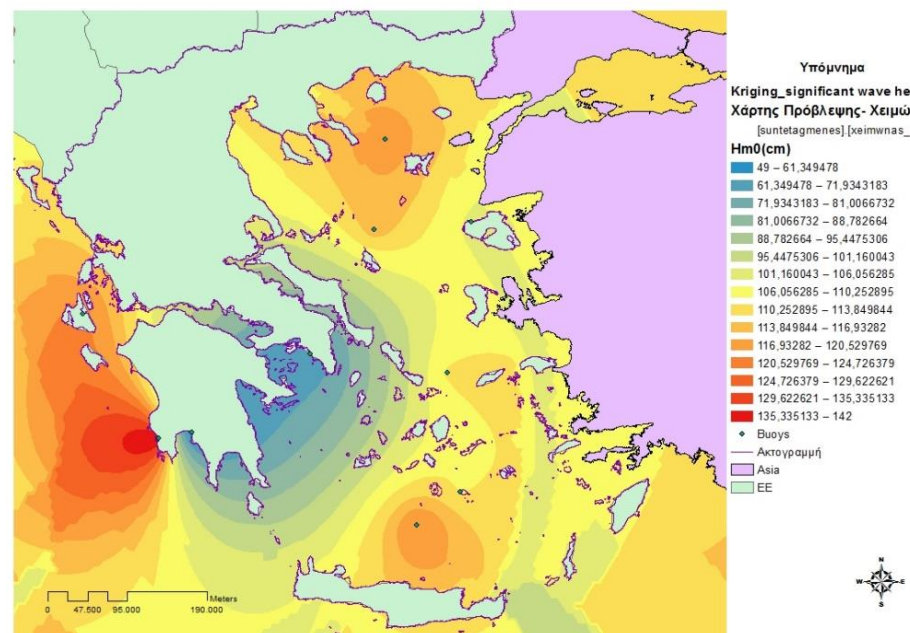 Υπόμνημα
Kriging_significant wave he
Χάρτης Πρόβλεψης- Χειμώ
[suntetagmenes].[xeimwnas_
Hm0(cm)
49 – 61,349478
61,349478 – 71,9343183
71,9343183 – 81,0066732
81,0066732 – 88,782664
88,782664 – 95,4475306
95,4475306 – 101,160043
101,160043 – 106,056285
106,056285 – 110,252895
110,252895 – 113,849844
113,849844 – 116,93282
116,93282 – 120,529769
120,529769 – 124,726379
124,726379 – 129,622621
129,622621 – 135,335133
135,335133 – 142
Buoys
Ακτογραμμή
Asia
EE
Meters
0 47.500 95.000 190.000
N
W E
S